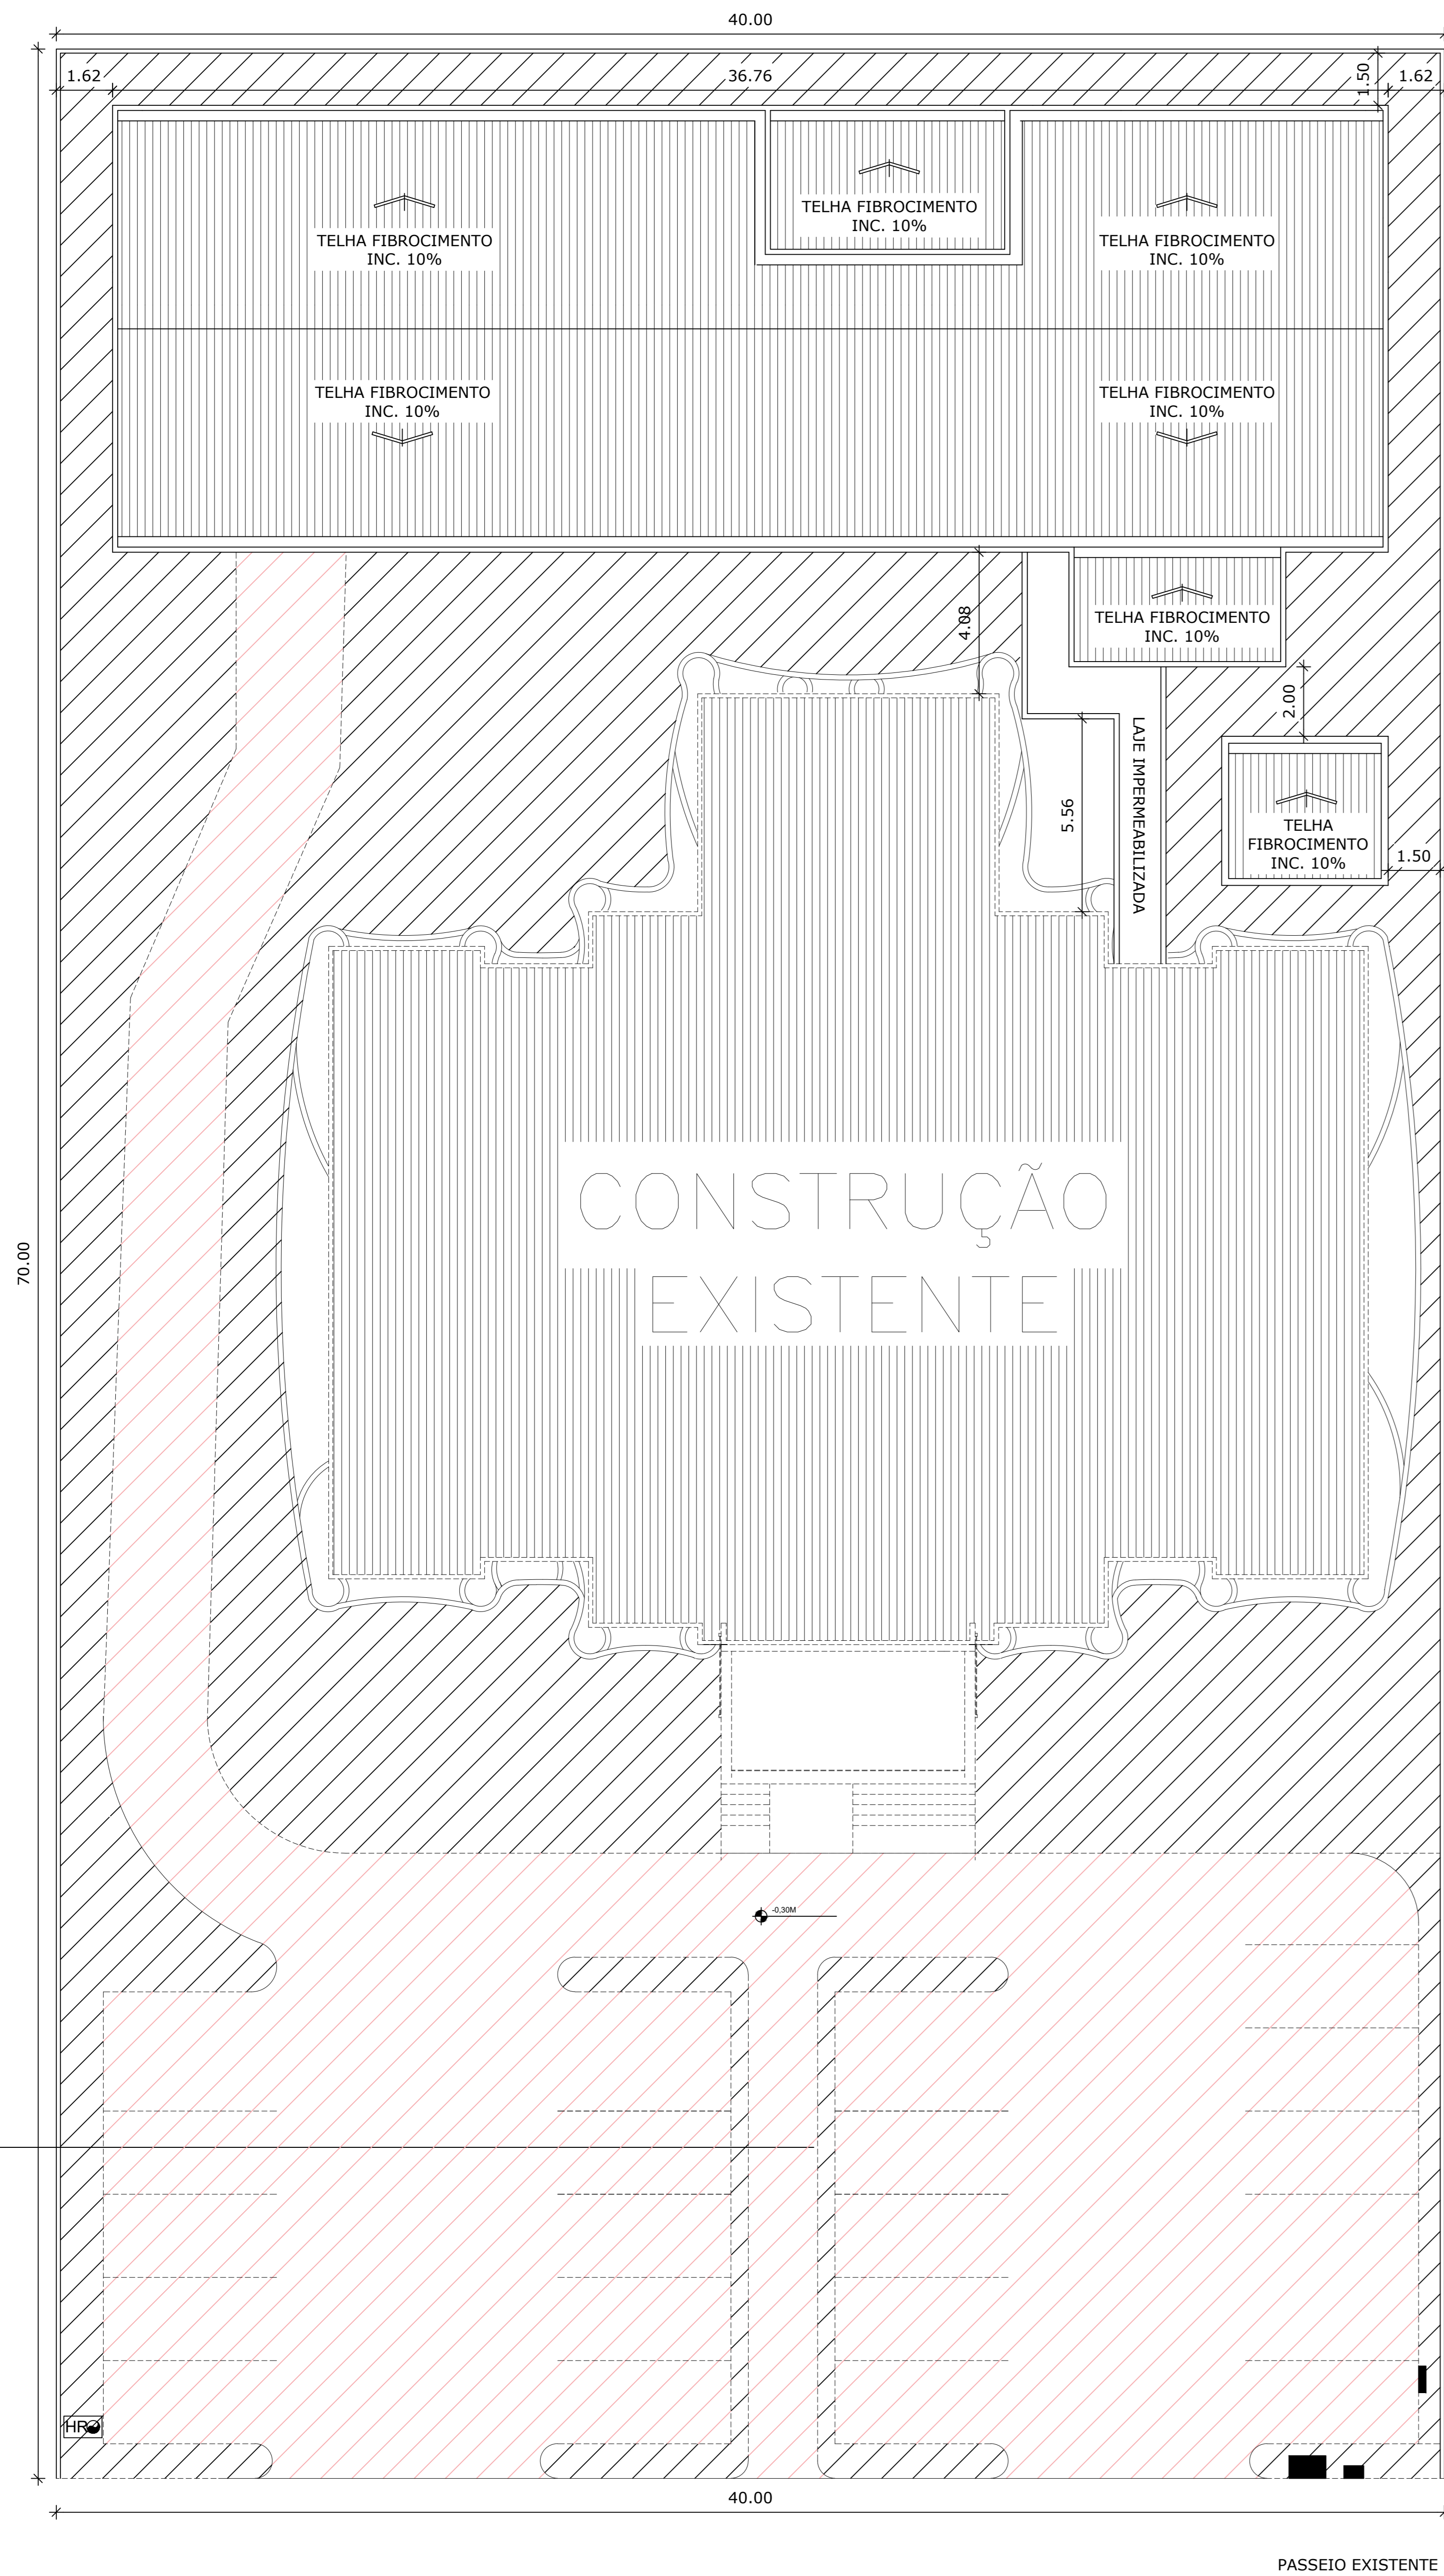 40.00
1.62
36.76
1.50
1.62
TELHA FIBROCIMENTO
INC. 10%
TELHA FIBROCIMENTO
INC. 10%
TELHA FIBROCIMENTO
INC. 10%
TELHA FIBROCIMENTO
INC. 10%
TELHA FIBROCIMENTO
INC. 10%
4.08
TELHA FIBROCIMENTO
INC. 10%
2.00
LAJE IMPERMEABILIZADA
5.56
TELHA
FIBROCIMENTO
INC. 10%
1.50
CONSTRUÇÃO
EXISTENTE
70.00
-0,30M
HR
40.00
PASSEIO EXISTENTE